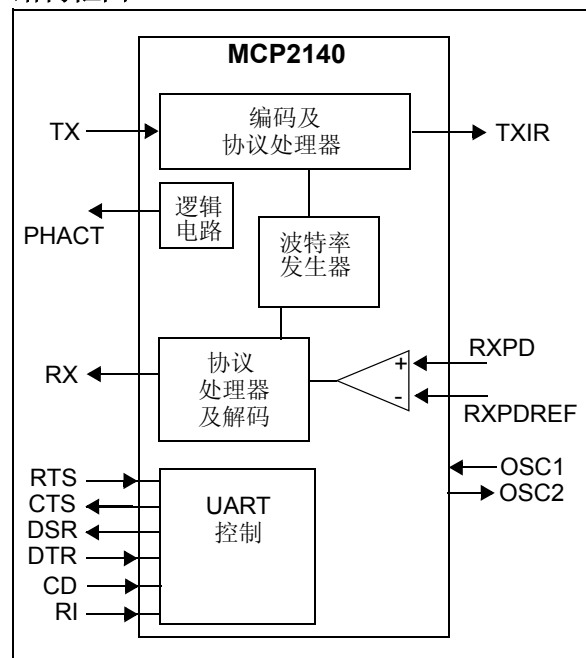 MCP2140
TX
编码及
协议处理器
TXIR
PHACT
逻辑
电路
波特率
发生器
RX
协议
处理器
及解码
+
-
RXPD
RXPDREF
RTS
CTS
DSR
DTR
CD
RI
UART
控制
OSC1
OSC2